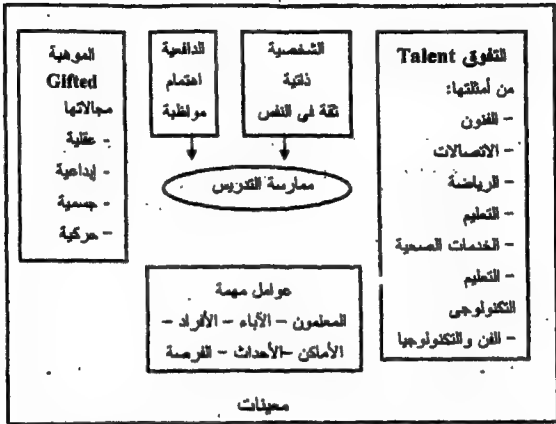 التفوق Talent
من أمثلتها:
- الفنون
- الاتصالات
- الرياضة
- التعليم
- الخدمات الصحية
- التعليم
التكنولوجى
- الفن والتكنولوجيا
الشخصية
ذاتية
ثقة فى النفس
الدافعية
اهتمام
مواظبة
الموهبة
Gifted
مجالاتها
- عقلية
- إبداعية
- جسمية
- حركية
ممارسة التدريس
عوامل مهمة
المعلمون - الآباء - الأفراد -
الأماكن - الأحداث - الفرصة
معينات